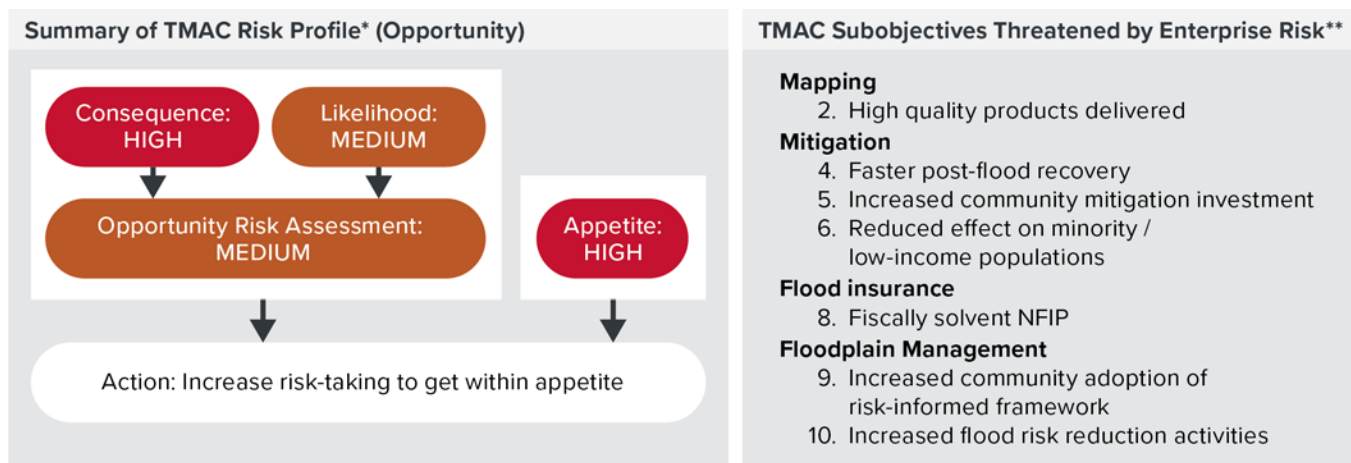 Summary of TMAC Risk Profile* (Opportunity)
Consequence:
HIGH
Likelihood:
MEDIUM
Opportunity Risk Assessment:
MEDIUM
Appetite:
HIGH
Action: Increase risk-taking to get within appetite
TMAC Subobjectives Threatened by Enterprise Risk**
Mapping
2. High quality products delivered
Mitigation
4. Faster post-flood recovery
5. Increased community mitigation investment
6. Reduced effect on minority /
low-income populations
Flood insurance
8. Fiscally solvent NFIP
Floodplain Management
9. Increased community adoption of
risk-informed framework
10. Increased flood risk reduction activities